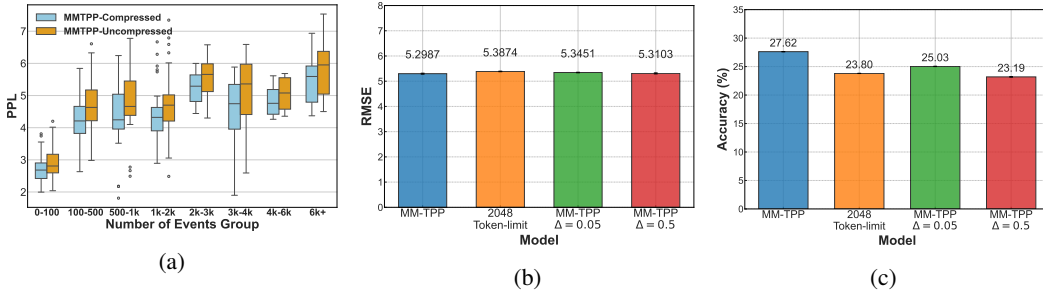 MMTPP-Compressed
MMTPP-Uncompressed
PPL
7
6
5
4
3
2
0-100 100-500 500-1k 1k-2k 2k-3k 3k-4k 4k-6k 6k+
Number of Events Group
(a)
RMSE
8
7
6
5
4
3
2
1
0
5.2987 5.3874 5.3451 5.3103
MM-TPP 2048 Token-limit MM-TPP Δ = 0.05 MM-TPP Δ = 0.5
Model
(b)
Accuracy (%)
35
30
25
20
15
10
5
0
27.62 23.80 25.03 23.19
MM-TPP 2048 Token-limit MM-TPP Δ = 0.05 MM-TPP Δ = 0.5
Model
(c)